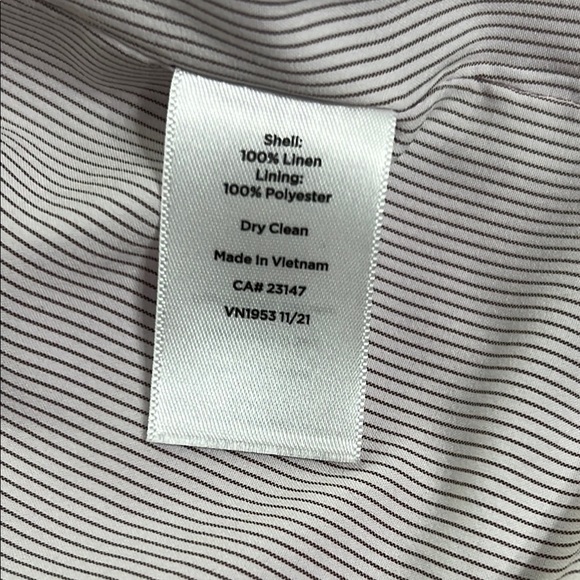 Shell:
100% Linen
Lining:
100% Polyester
Dry Clean
Made In Vietnam
CA# 23147
VN1953 11/21